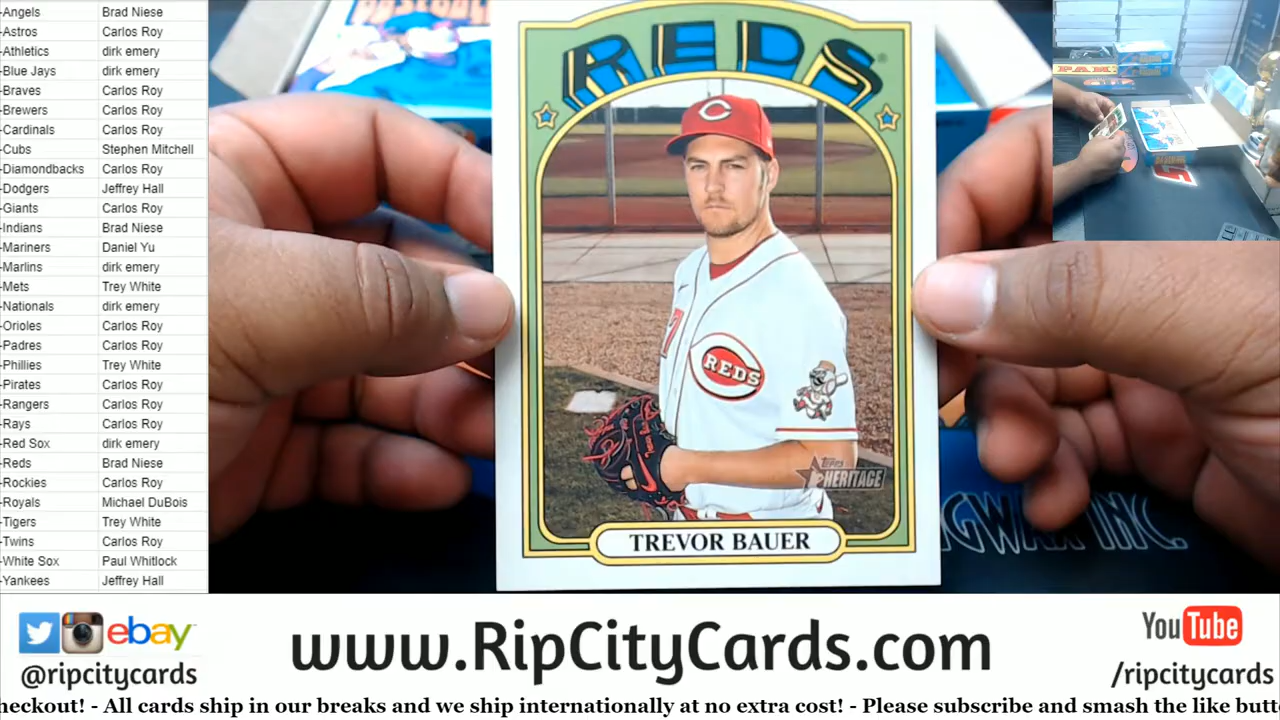 -Angels Brad Niese
-Astros Carlos Roy
-Athletics dirk emery
-Blue Jays dirk emery
-Braves Carlos Roy
-Brewers Carlos Roy
-Cardinals Carlos Roy
-Cubs Stephen Mitchell
-Diamondbacks Carlos Roy
-Dodgers Jeffrey Hall
-Giants Carlos Roy
-Indians Brad Niese
-Mariners Daniel Yu
-Marlins dirk emery
-Mets Trey White
-Nationals dirk emery
-Orioles Carlos Roy
-Padres Carlos Roy
-Phillies Trey White
-Pirates Carlos Roy
-Rangers Carlos Roy
-Rays Carlos Roy
-Red Sox dirk emery
-Reds Brad Niese
-Rockies Carlos Roy
-Royals Michael DuBois
-Tigers Trey White
-Twins Carlos Roy
-White Sox Paul Whitlock
-Yankees Jeffrey Hall
REDS
C
REDS
Topps
HERITAGE
TREVOR BAUER
INC.
ebay
@ripcitycards
www.RipCityCards.com
YouTube
/ripcitycards
heckout! - All cards ship in our breaks and we ship internationally at no extra cost! - Please subscribe and smash the like butt